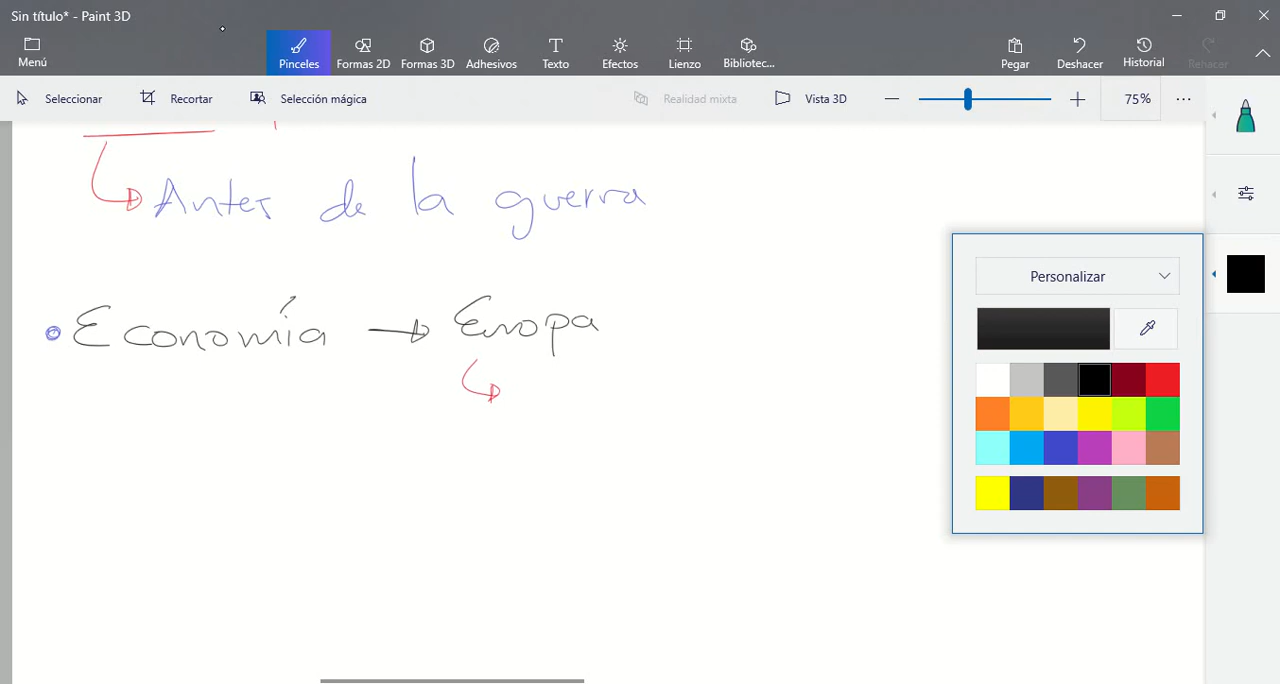 Sin título* - Paint 3D
Menú
Pinceles
Formas 2D
Formas 3D
Adhesivos
Texto
Efectos
Lienzo
Bibliotec...
Pegar
Deshacer
Historial
Rehacer
Seleccionar
Recortar
Selección mágica
Realidad mixta
Vista 3D
75%
Antes de la guerra
Personalizar
Economía → Europa